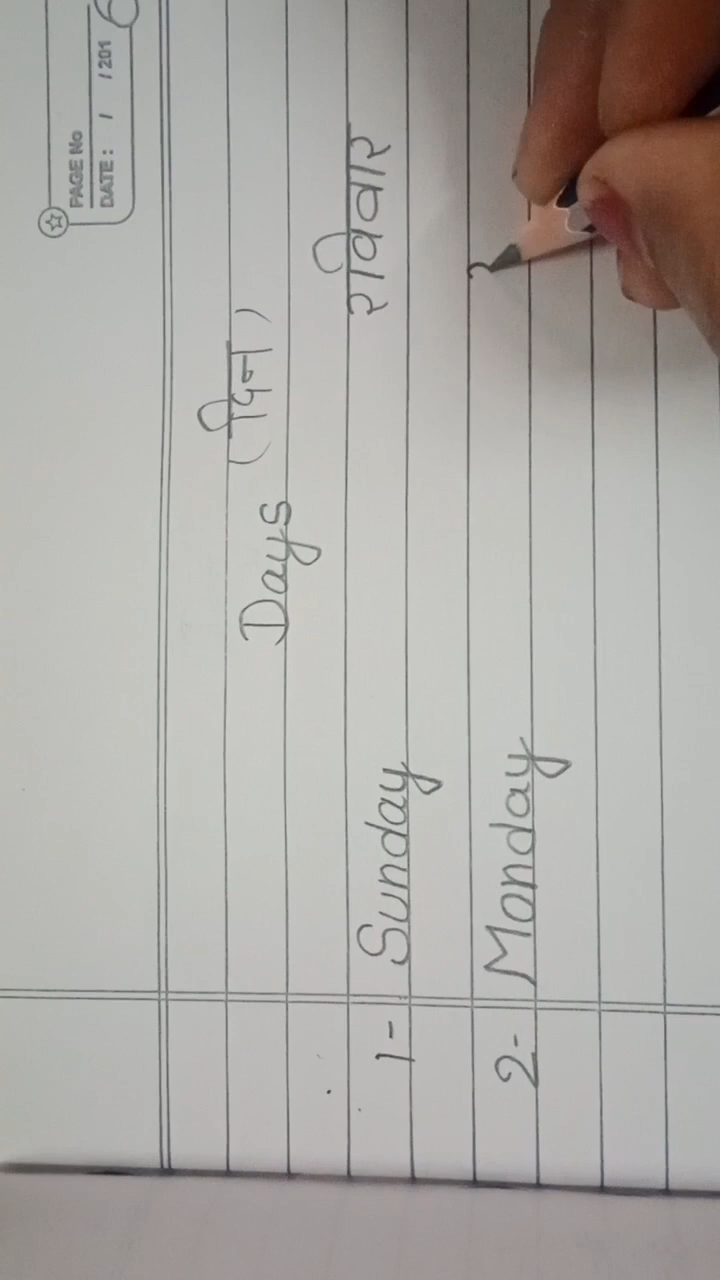 PAGE No
DATE : / / 201
Days (दिन)
1- Sunday रविवार
2- Monday